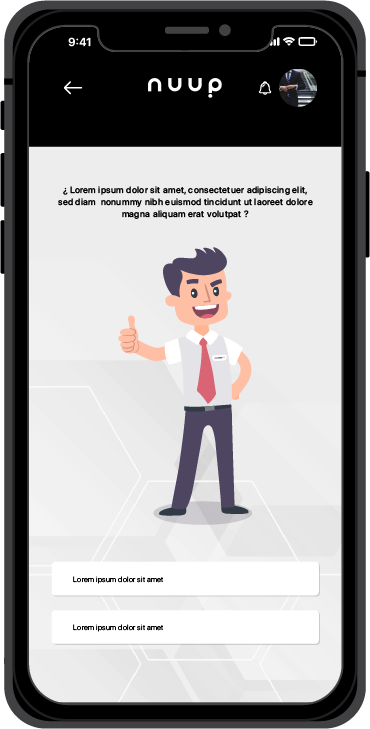 9:41
nuup
¿ Lorem ipsum dolor sit amet, consectetuer adipiscing elit,
sed diam nonummy nibh euismod tincidunt ut laoreet dolore
magna aliquam erat volutpat ?
Lorem ipsum dolor sit amet
Lorem ipsum dolor sit amet